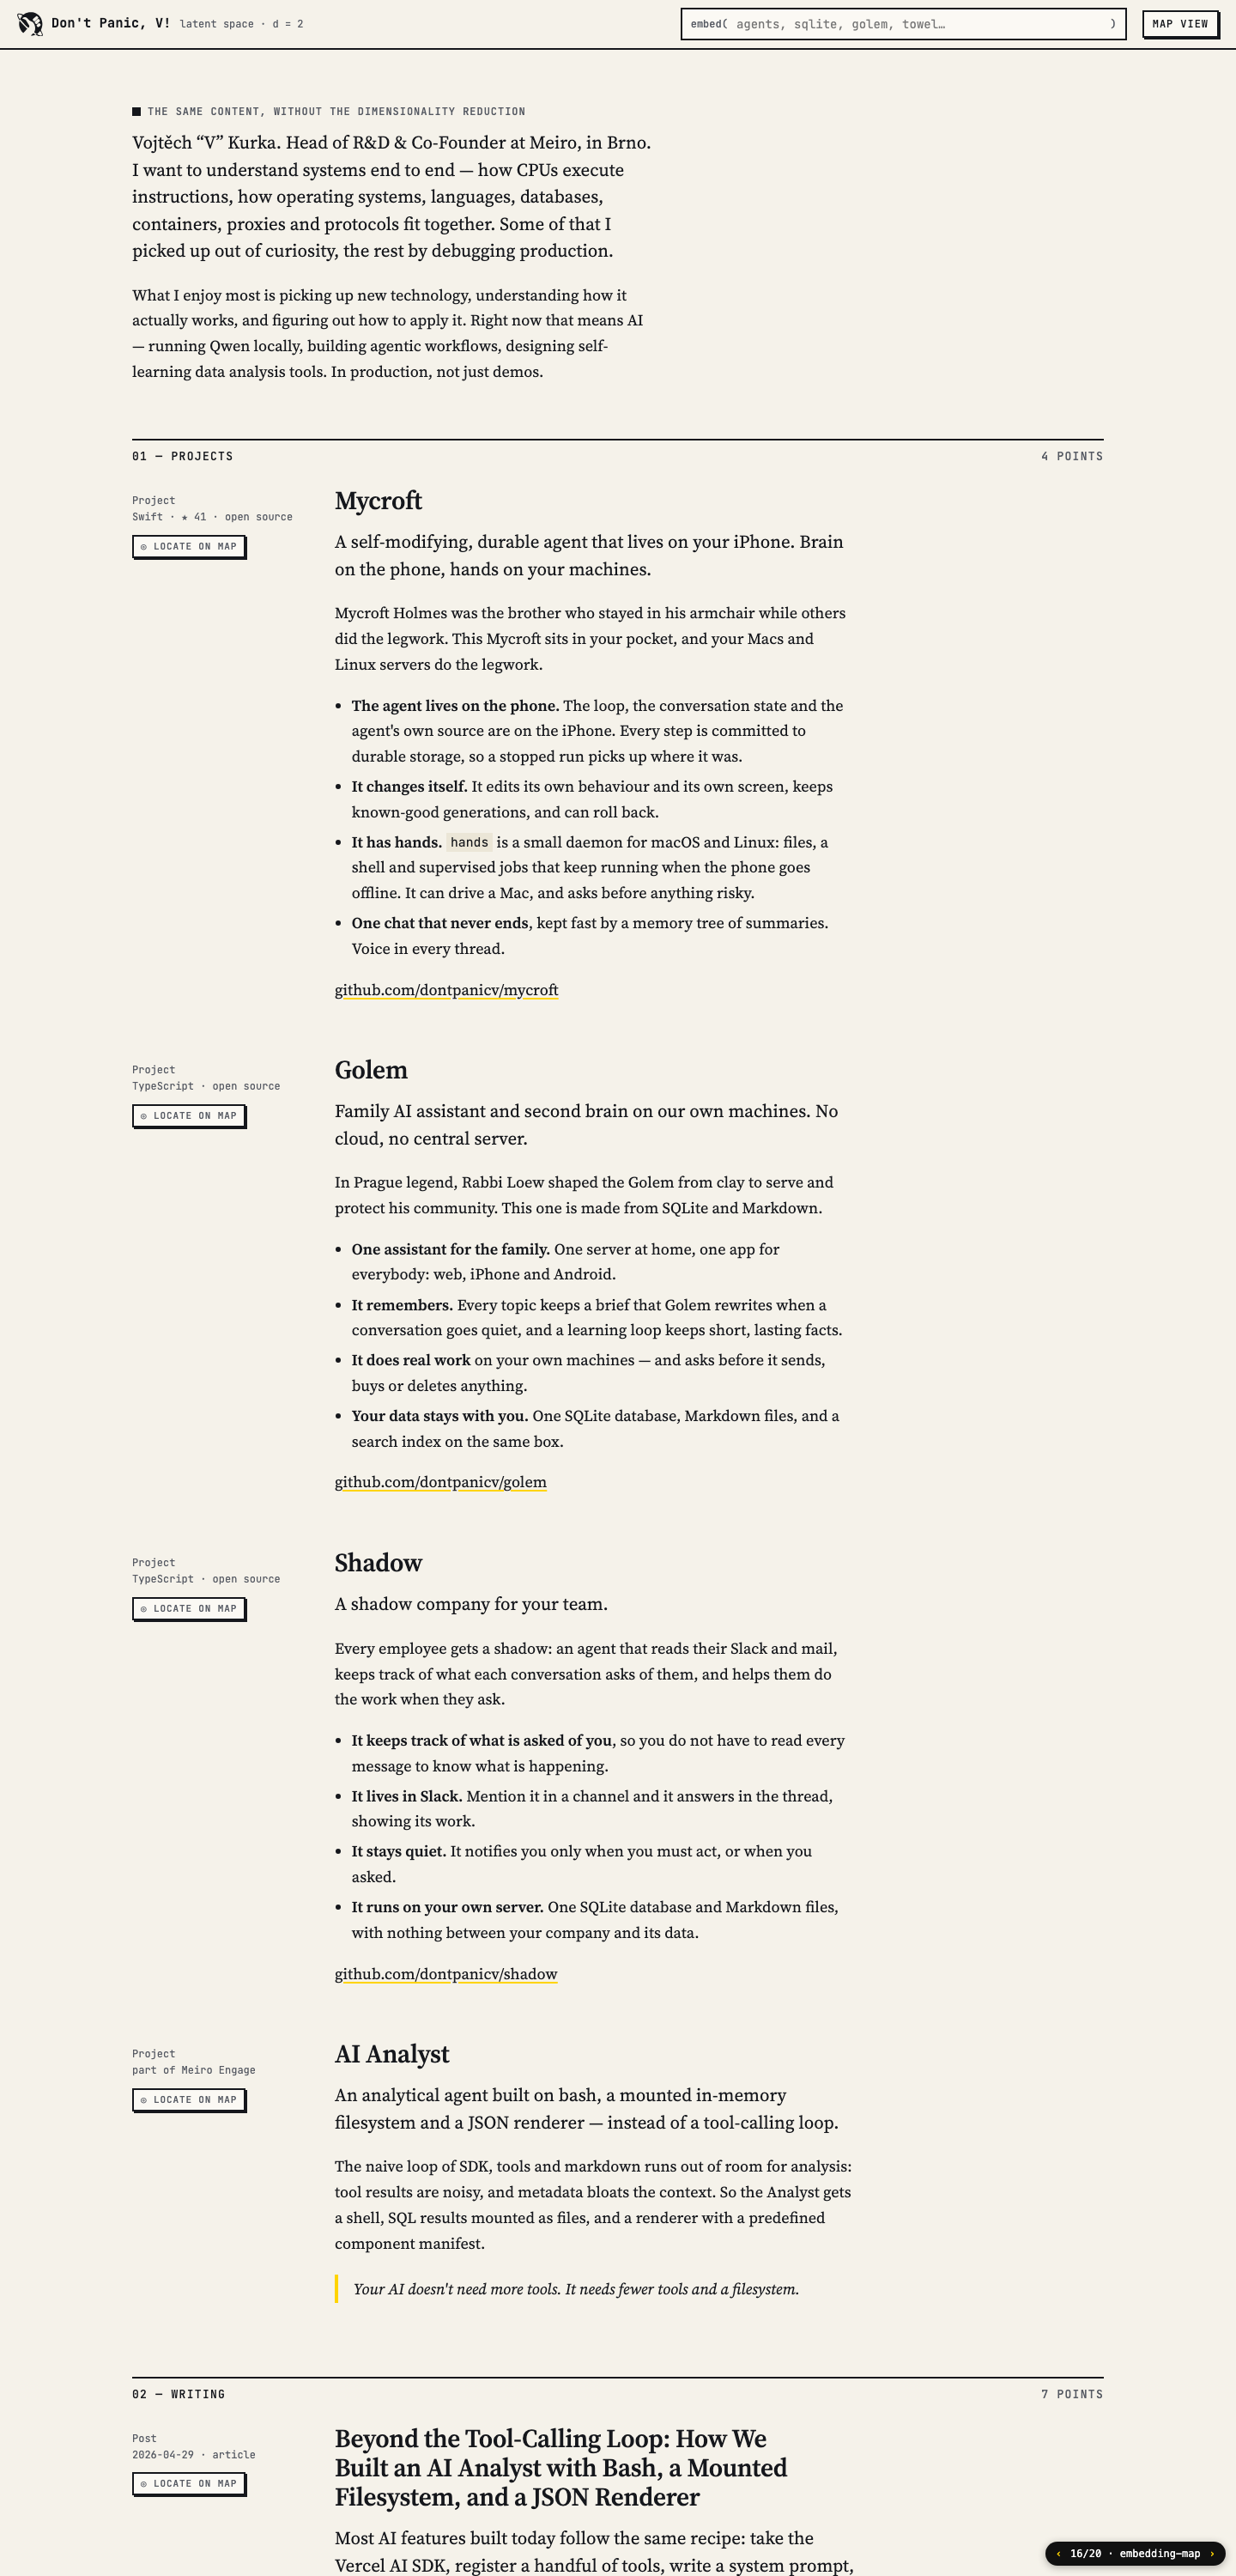 Don't Panic, V! latent space · d = 2
embed( agents, sqlite, golem, towel… )
MAP VIEW
THE SAME CONTENT, WITHOUT THE DIMENSIONALITY REDUCTION
Vojtěch “V” Kurka. Head of R&D & Co-Founder at Meiro, in Brno.
I want to understand systems end to end — how CPUs execute
instructions, how operating systems, languages, databases,
containers, proxies and protocols fit together. Some of that I
picked up out of curiosity, the rest by debugging production.
What I enjoy most is picking up new technology, understanding how it
actually works, and figuring out how to apply it. Right now that means AI
— running Qwen locally, building agentic workflows, designing self-
learning data analysis tools. In production, not just demos.
01 — PROJECTS
4 POINTS
Project
Swift · ★ 41 · open source
◎ LOCATE ON MAP
Mycroft
A self-modifying, durable agent that lives on your iPhone. Brain
on the phone, hands on your machines.
Mycroft Holmes was the brother who stayed in his armchair while others
did the legwork. This Mycroft sits in your pocket, and your Macs and
Linux servers do the legwork.
• The agent lives on the phone. The loop, the conversation state and the
agent's own source are on the iPhone. Every step is committed to
durable storage, so a stopped run picks up where it was.
• It changes itself. It edits its own behaviour and its own screen, keeps
known-good generations, and can roll back.
• It has hands. hands is a small daemon for macOS and Linux: files, a
shell and supervised jobs that keep running when the phone goes
offline. It can drive a Mac, and asks before anything risky.
• One chat that never ends, kept fast by a memory tree of summaries.
Voice in every thread.
github.com/dontpanicv/mycroft
Project
TypeScript · open source
◎ LOCATE ON MAP
Golem
Family AI assistant and second brain on our own machines. No
cloud, no central server.
In Prague legend, Rabbi Loew shaped the Golem from clay to serve and
protect his community. This one is made from SQLite and Markdown.
• One assistant for the family. One server at home, one app for
everybody: web, iPhone and Android.
• It remembers. Every topic keeps a brief that Golem rewrites when a
conversation goes quiet, and a learning loop keeps short, lasting facts.
• It does real work on your own machines — and asks before it sends,
buys or deletes anything.
• Your data stays with you. One SQLite database, Markdown files, and a
search index on the same box.
github.com/dontpanicv/golem
Project
TypeScript · open source
◎ LOCATE ON MAP
Shadow
A shadow company for your team.
Every employee gets a shadow: an agent that reads their Slack and mail,
keeps track of what each conversation asks of them, and helps them do
the work when they ask.
• It keeps track of what is asked of you, so you do not have to read every
message to know what is happening.
• It lives in Slack. Mention it in a channel and it answers in the thread,
showing its work.
• It stays quiet. It notifies you only when you must act, or when you
asked.
• It runs on your own server. One SQLite database and Markdown files,
with nothing between your company and its data.
github.com/dontpanicv/shadow
Project
part of Meiro Engage
◎ LOCATE ON MAP
AI Analyst
An analytical agent built on bash, a mounted in-memory
filesystem and a JSON renderer — instead of a tool-calling loop.
The naive loop of SDK, tools and markdown runs out of room for analysis:
tool results are noisy, and metadata bloats the context. So the Analyst gets
a shell, SQL results mounted as files, and a renderer with a predefined
component manifest.
Your AI doesn't need more tools. It needs fewer tools and a filesystem.
02 — WRITING
7 POINTS
Post
2026-04-29 · article
◎ LOCATE ON MAP
Beyond the Tool-Calling Loop: How We
Built an AI Analyst with Bash, a Mounted
Filesystem, and a JSON Renderer
Most AI features built today follow the same recipe: take the
Vercel AI SDK, register a handful of tools, write a system prompt,
‹ 16/20 · embedding-map ›